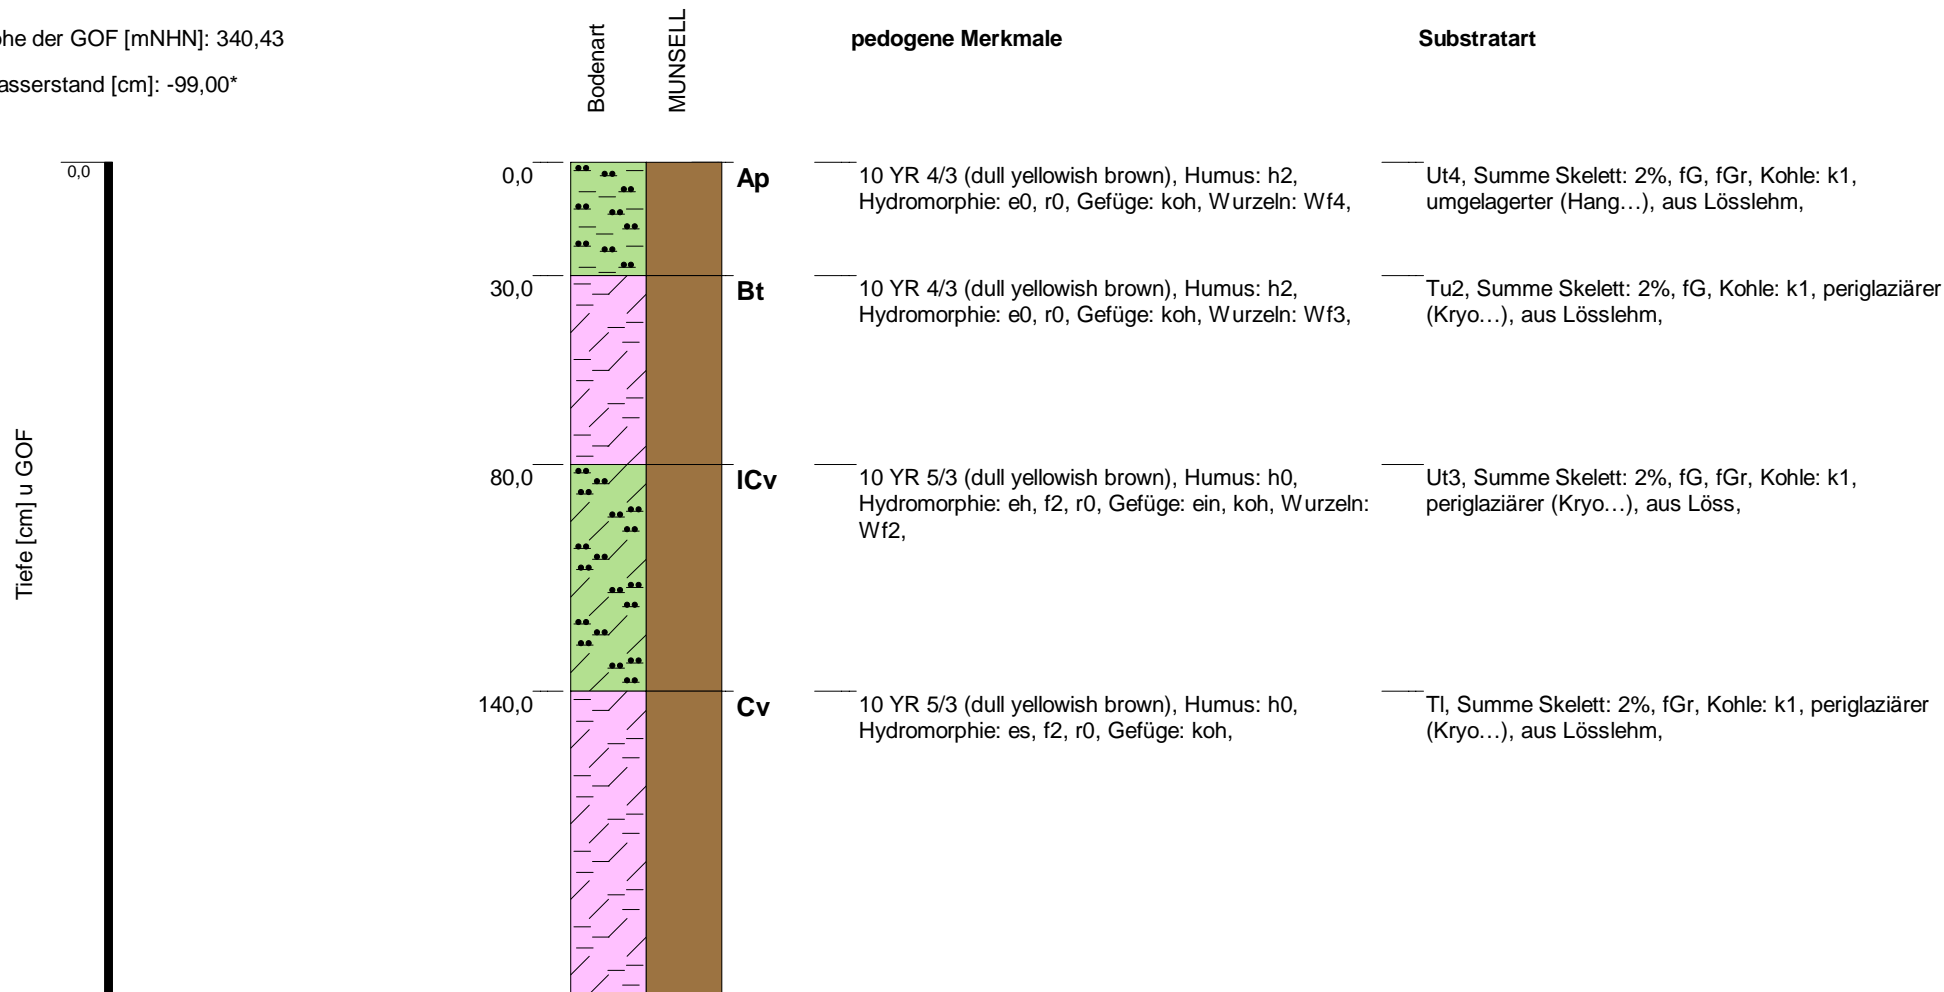 öhe der GOF [mNHN]: 340,43
asserstand [cm]: -99,00*
Bodenart
MUNSELL
pedogene Merkmale
Substratart
Tiefe [cm] u GOF
0,0
0,0
Ap
10 YR 4/3 (dull yellowish brown), Humus: h2,
Hydromorphie: e0, r0, Gefüge: koh, Wurzeln: Wf4,
Ut4, Summe Skelett: 2%, fG, fGr, Kohle: k1,
umgelagerter (Hang…), aus Lösslehm,
30,0
Bt
10 YR 4/3 (dull yellowish brown), Humus: h2,
Hydromorphie: e0, r0, Gefüge: koh, Wurzeln: Wf3,
Tu2, Summe Skelett: 2%, fG, Kohle: k1, periglaziärer
(Kryo…), aus Lösslehm,
80,0
lCv
10 YR 5/3 (dull yellowish brown), Humus: h0,
Hydromorphie: eh, f2, r0, Gefüge: ein, koh, Wurzeln:
Wf2,
Ut3, Summe Skelett: 2%, fG, fGr, Kohle: k1,
periglaziärer (Kryo…), aus Löss,
140,0
Cv
10 YR 5/3 (dull yellowish brown), Humus: h0,
Hydromorphie: es, f2, r0, Gefüge: koh,
Tl, Summe Skelett: 2%, fGr, Kohle: k1, periglaziärer
(Kryo…), aus Lösslehm,